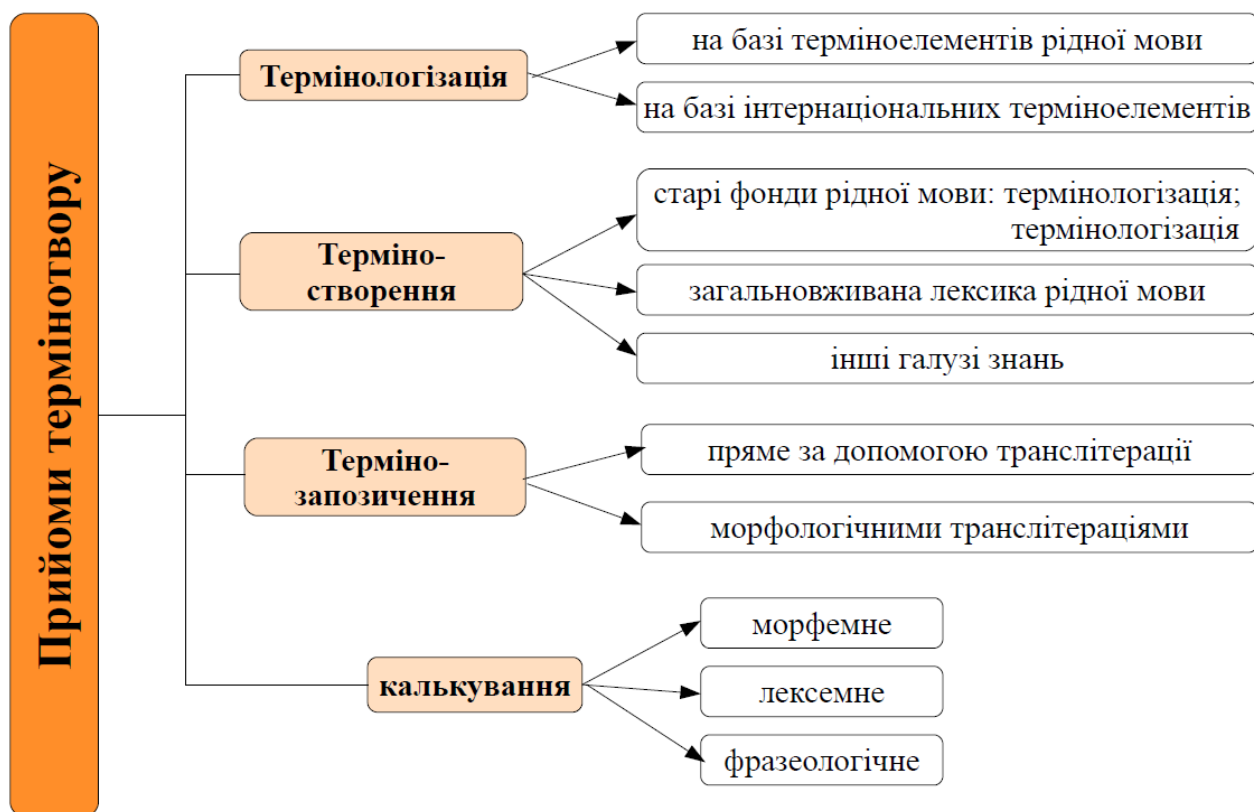 Прийоми термінотвору
Термінологізація
на базі терміноелементів рідної мови
на базі інтернаціональних терміноелементів
Терміно-
створення
старі фонди рідної мови: термінологізація;
термінологізація
загальновживана лексика рідної мови
інші галузі знань
Терміно-
запозичення
пряме за допомогою транслітерації
морфологічними транслітераціями
калькування
морфемне
лексемне
фразеологічне